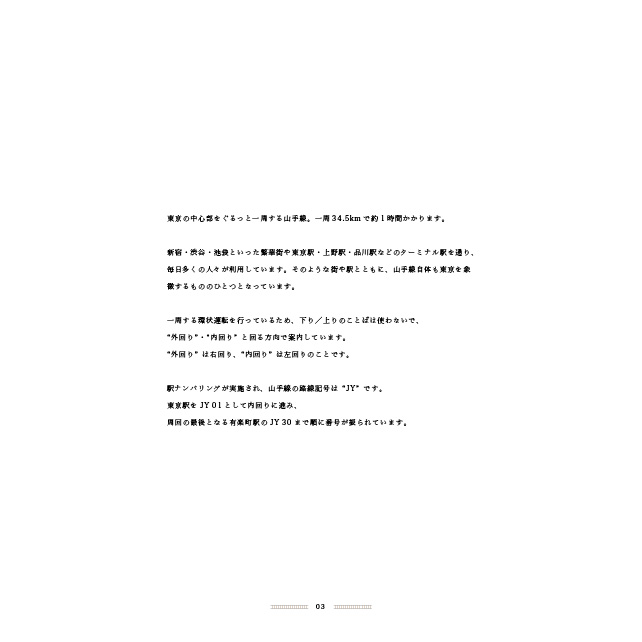 東京の中心部をぐるっと一周する山手線。一周34.5kmで約1時間かかります。
新宿・渋谷・池袋といった繁華街や東京駅・上野駅・品川駅などのターミナル駅を通り、
毎日多くの人々が利用しています。そのような街や駅とともに、山手線自体も東京を象
徴するもののひとつとなっています。
一周する環状運転を行っているため、下り／上りのことばは使わないで、
“外回り”・“内回り”と回る方向で案内しています。
“外回り”は右回り、“内回り”は左回りのことです。
駅ナンバリングが実施され、山手線の路線記号は“JY”です。
東京駅をJY 01として内回りに進み、
周回の最後となる有楽町駅のJY 30まで順に番号が振られています。
03